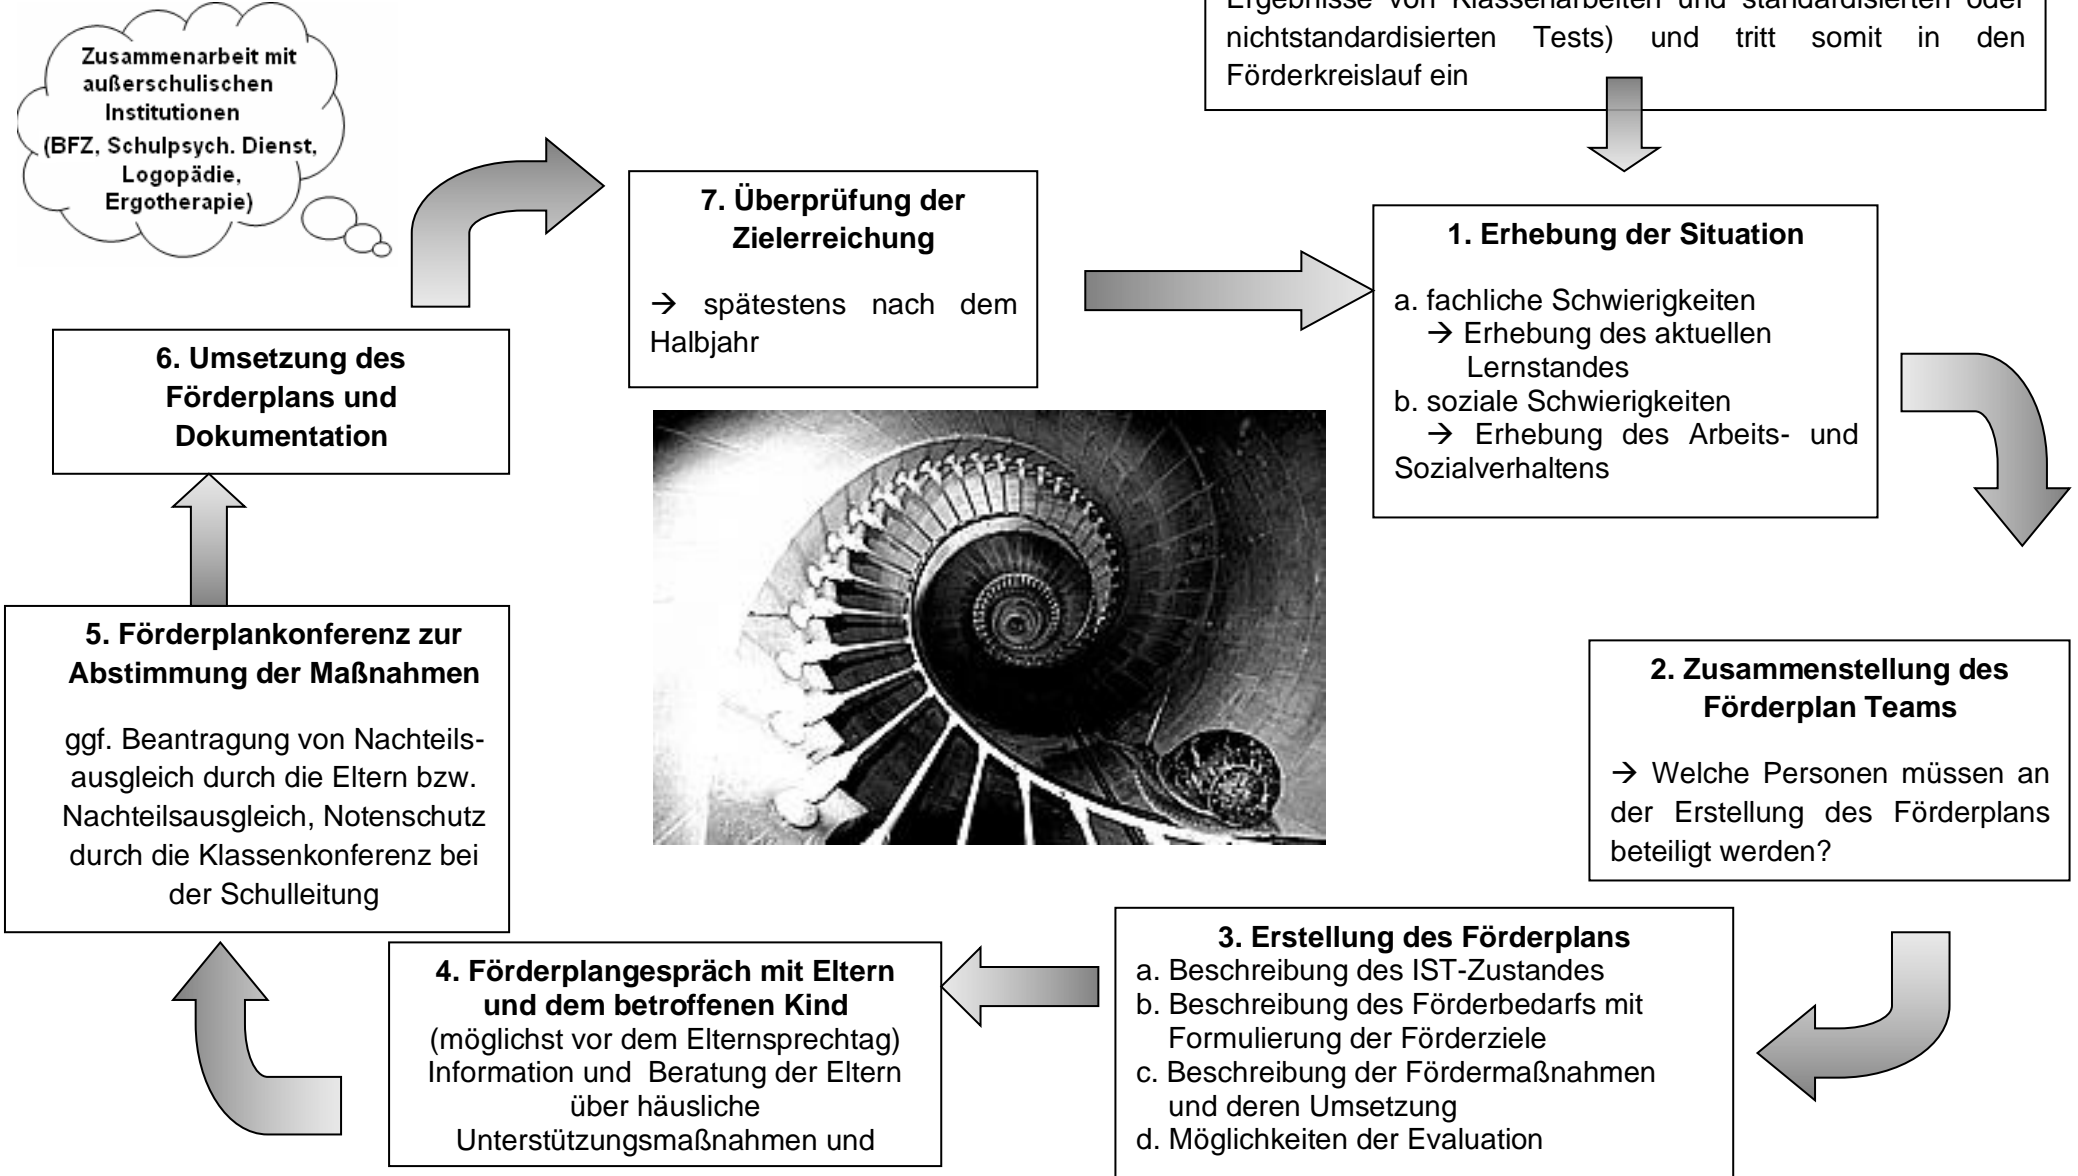 Zusammenarbeit mit
außerschulischen
Institutionen
(BFZ, Schulpsych. Dienst,
Logopädie,
Ergotherapie)
Ergebnisse von Klassenarbeiten und standardisierten oder
nichtstandardisierten Tests) und tritt somit in den
Förderkreislauf ein
1. Erhebung der Situation
a. fachliche Schwierigkeiten
→ Erhebung des aktuellen
Lernstandes
b. soziale Schwierigkeiten
→ Erhebung des Arbeits- und
Sozialverhaltens
2. Zusammenstellung des
Förderplan Teams
→ Welche Personen müssen an
der Erstellung des Förderplans
beteiligt werden?
3. Erstellung des Förderplans
a. Beschreibung des IST-Zustandes
b. Beschreibung des Förderbedarfs mit
Formulierung der Förderziele
c. Beschreibung der Fördermaßnahmen
und deren Umsetzung
d. Möglichkeiten der Evaluation
4. Förderplangespräch mit Eltern
und dem betroffenen Kind
(möglichst vor dem Elternsprechtag)
Information und Beratung der Eltern
über häusliche
Unterstützungsmaßnahmen und
5. Förderplankonferenz zur
Abstimmung der Maßnahmen
ggf. Beantragung von Nachteils-
ausgleich durch die Eltern bzw.
Nachteilsausgleich, Notenschutz
durch die Klassenkonferenz bei
der Schulleitung
6. Umsetzung des
Förderplans und
Dokumentation
7. Überprüfung der
Zielerreichung
→ spätestens nach dem
Halbjahr